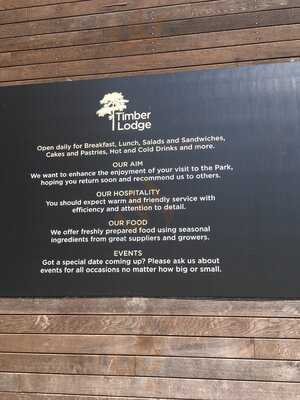 Timber
Lodge
Open daily for Breakfast, Lunch, Salads and Sandwiches,
Cakes and Pastries, Hot and Cold Drinks and more.
OUR AIM
We want to enhance the enjoyment of your visit to the Park,
hoping you return soon and recommend us to others.
OUR HOSPITALITY
You should expect warm and friendly service with
efficiency and attention to detail.
OUR FOOD
We offer freshly prepared food using seasonal
ingredients from great suppliers and growers.
EVENTS
Got a special date coming up? Please ask us about
events for all occasions no matter how big or small.